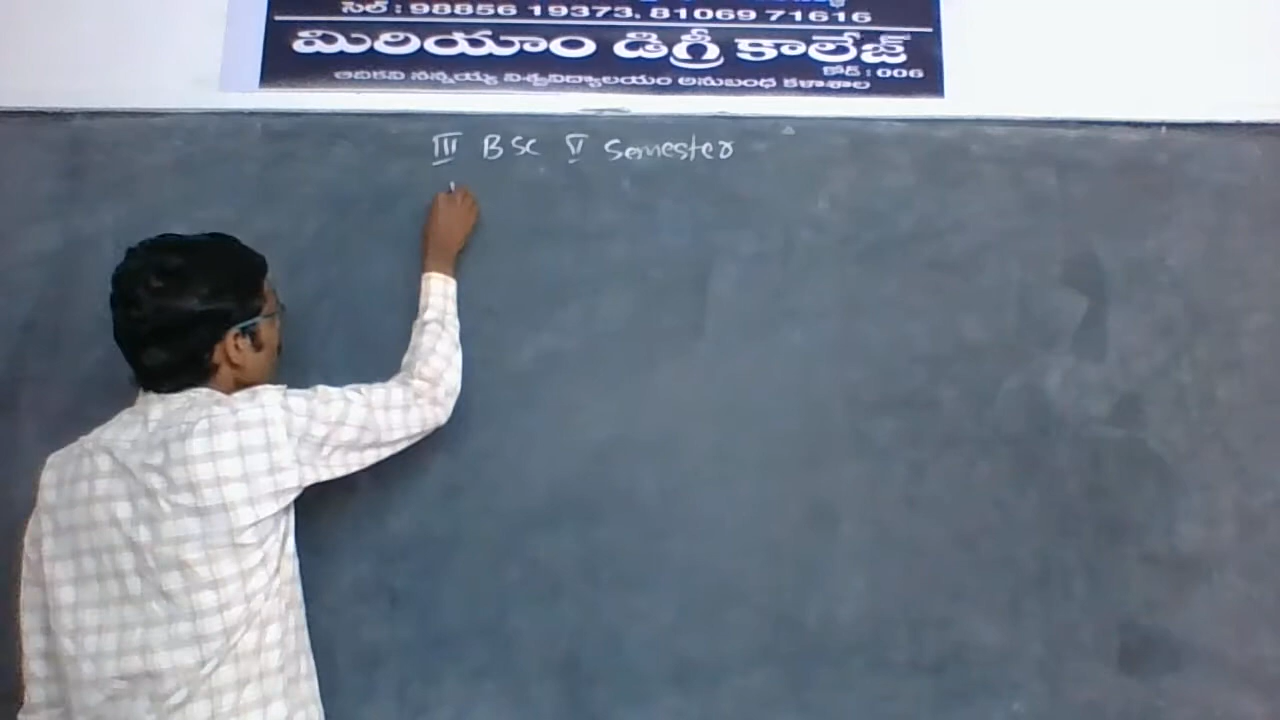 సెల్ : 98856 19373, 81069 71616
మిరియాం డిగ్రీ కాలేజ్
కోడ్ : 006
ఆదికవి నన్నయ్య విశ్వవిద్యాలయం అనుబంధ కళాశాల
III BSC V Semester